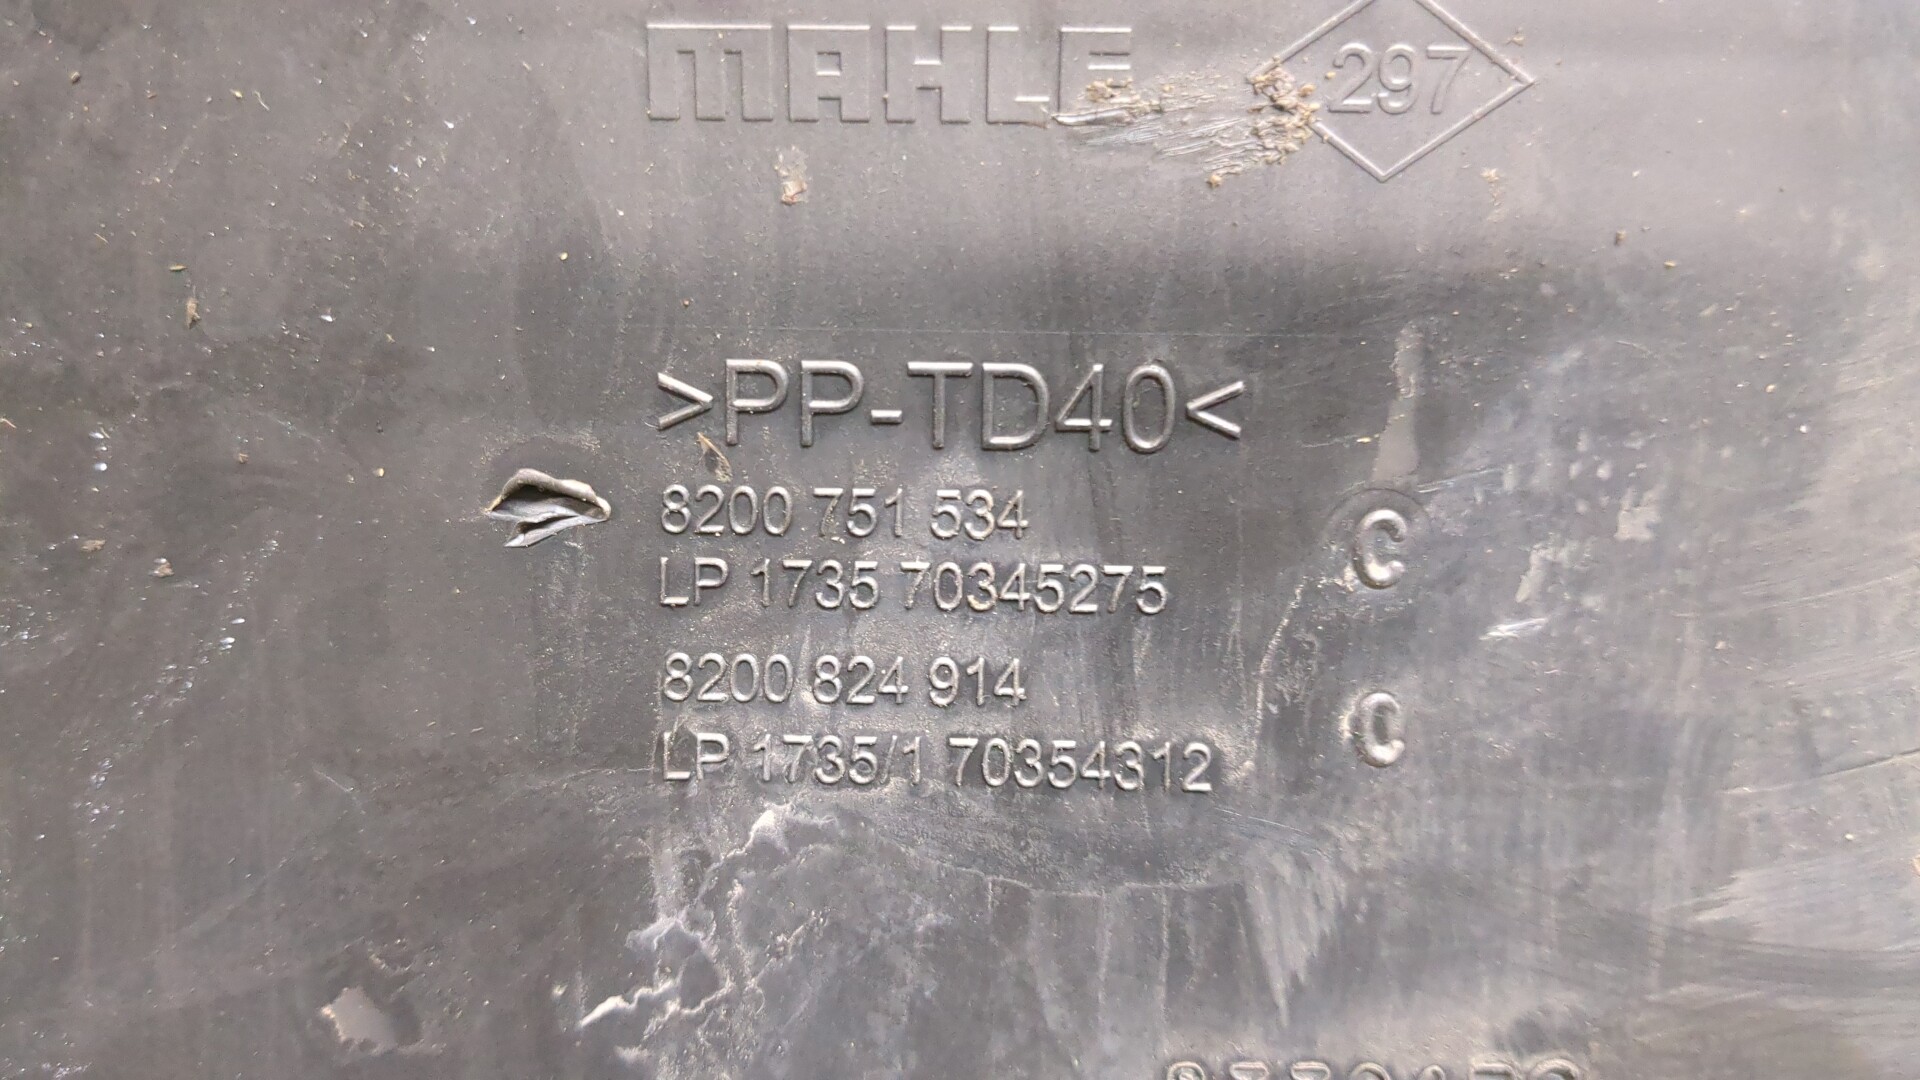 MAHLE 297
>PP-TD40<
8200 751 534
LP 1735 70345275 C
8200 824 914
LP 1735/1 70354312 C